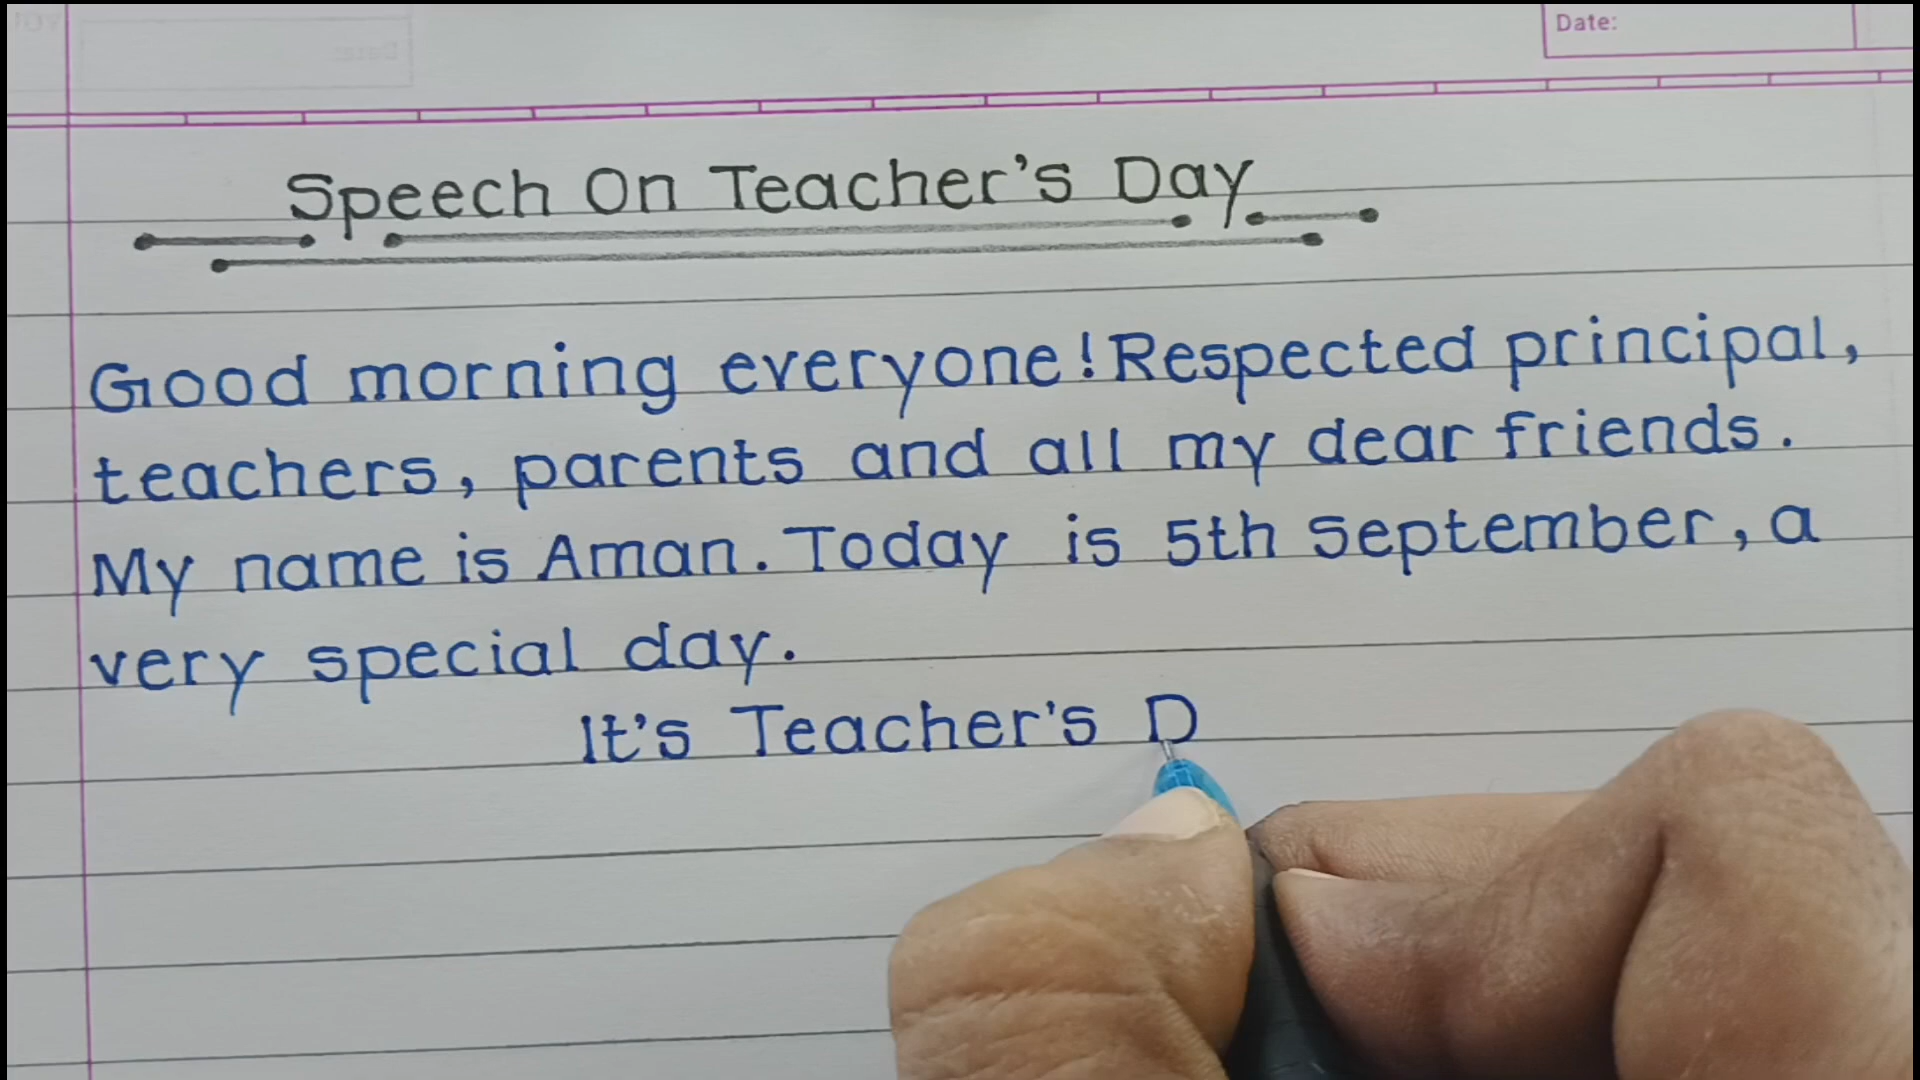 Date:
Speech On Teacher's Day
Good morning everyone! Respected principal,
teachers, parents and all my dear friends.
My name is Aman. Today is 5th september, a
very special day.
It's Teacher's D